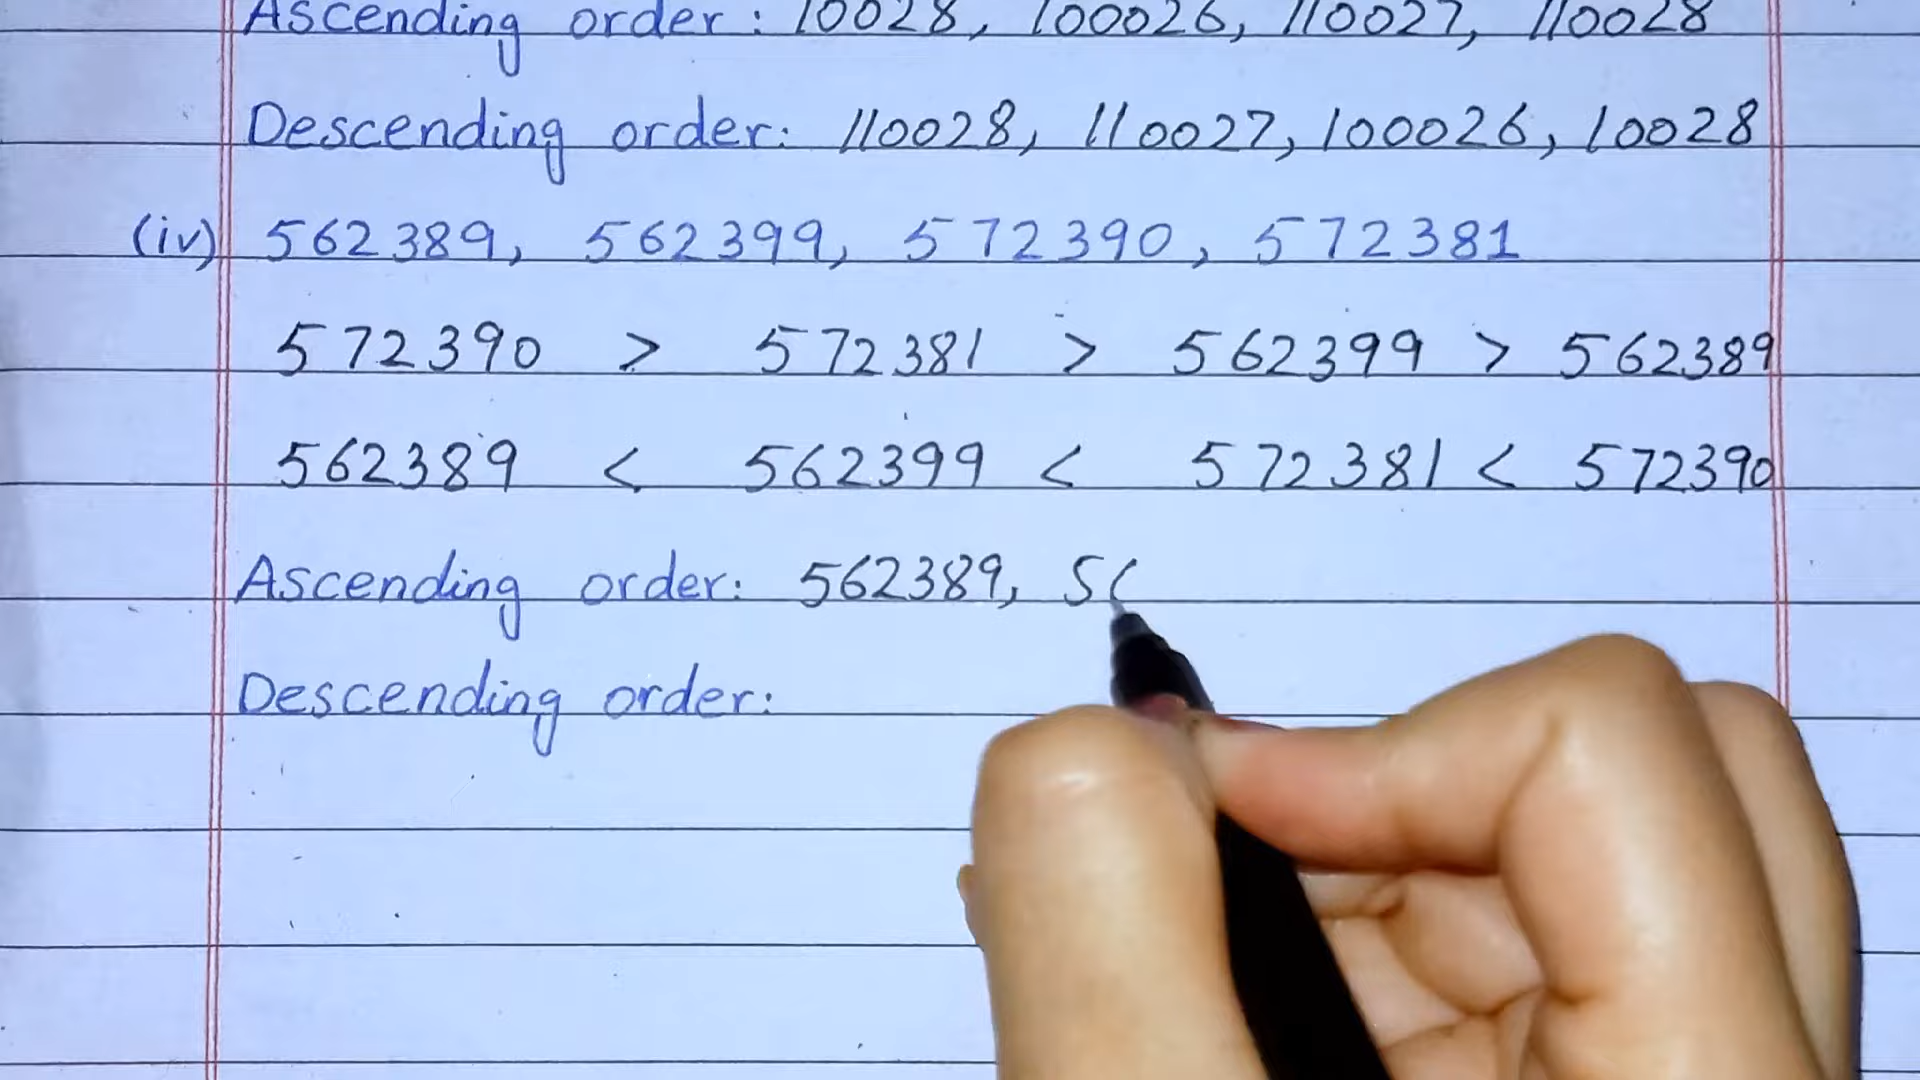 Ascending order: 10028, 100026, 110027, 110028
Descending order: 110028, 110027, 100026, 10028
(iv) 562389, 562399, 572390, 572381
572390 > 572381 > 562399 > 562389
562389 < 562399 < 572381 < 572390
Ascending order: 562389, 5
Descending order: